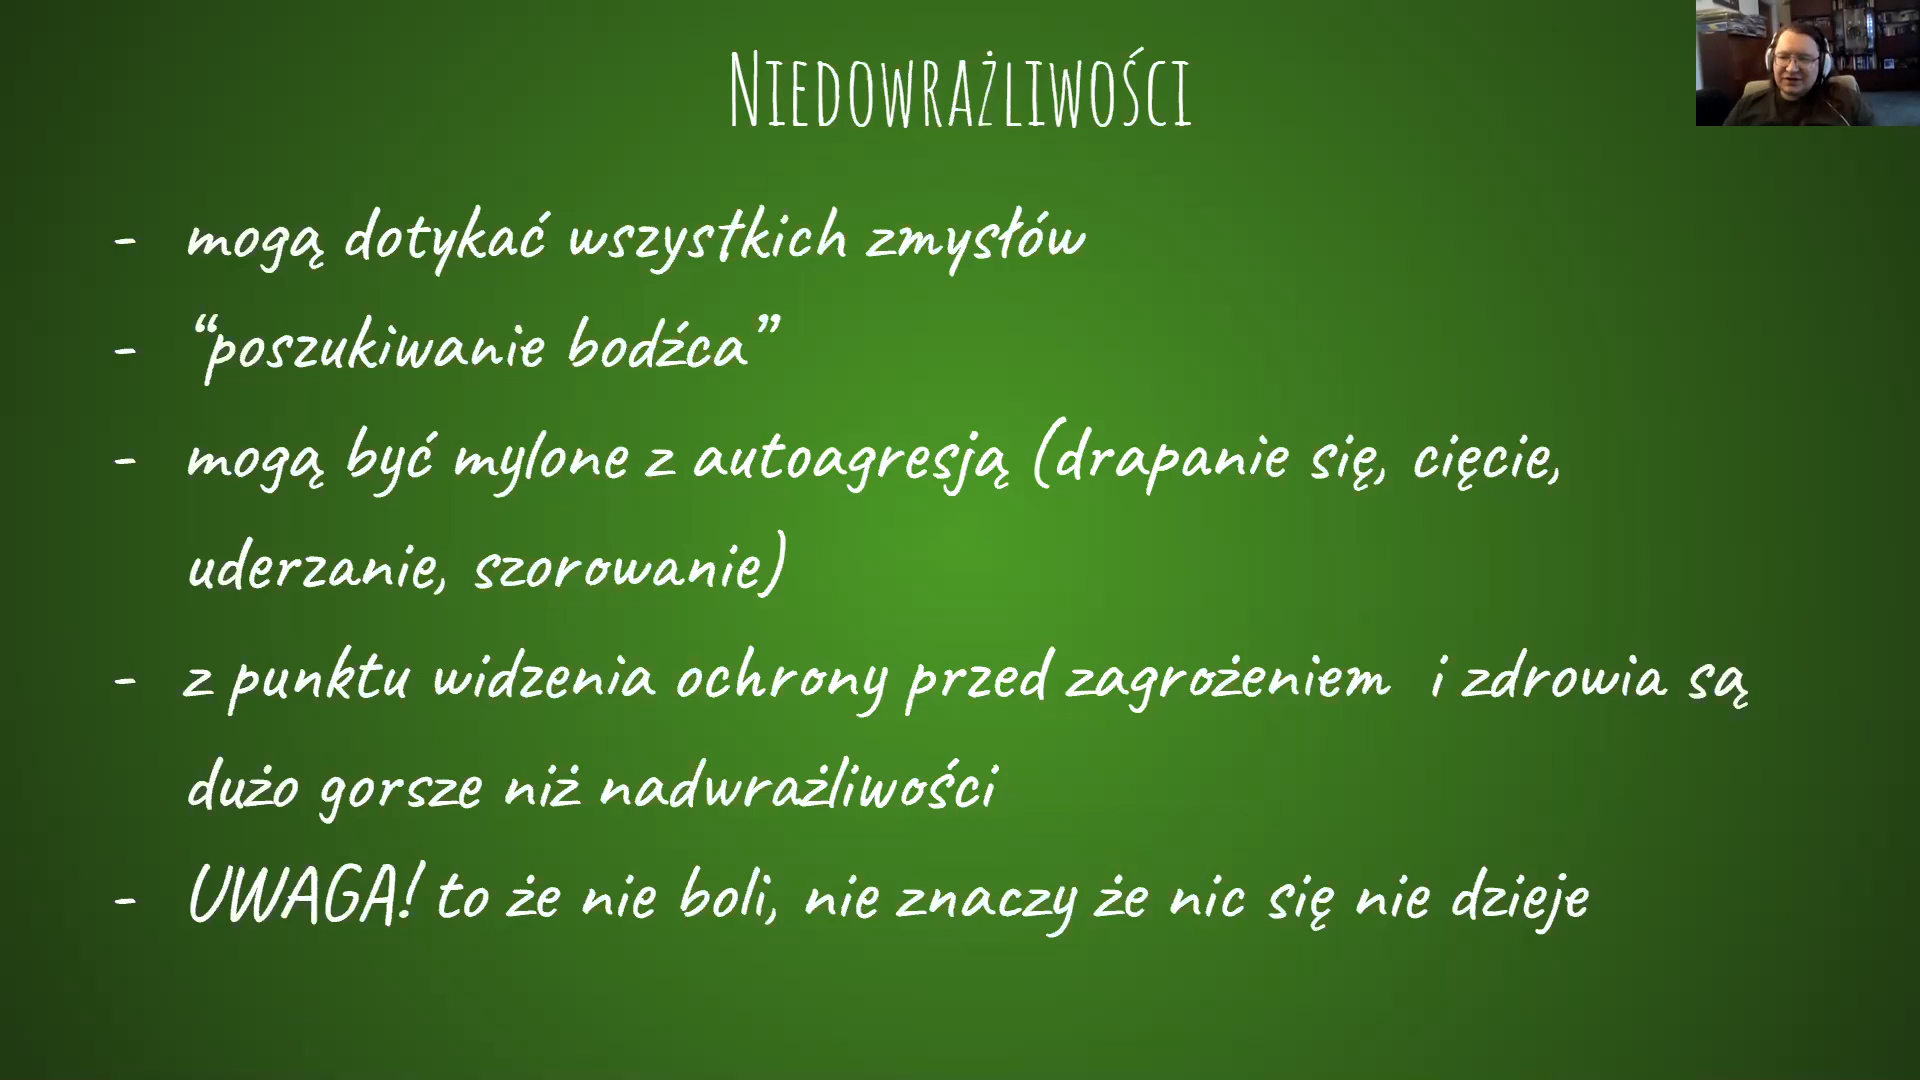 NIEDOWRAŻLIWOŚCI
- mogą dotykać wszystkich zmysłów
- “poszukiwanie bodźca”
- mogą być mylone z autoagresją (drapanie się, cięcie,
uderzanie, szorowanie)
- z punktu widzenia ochrony przed zagrożeniem i zdrowia są
dużo gorsze niż nadwrażliwości
- UWAGA! to że nie boli, nie znaczy że nic się nie dzieje